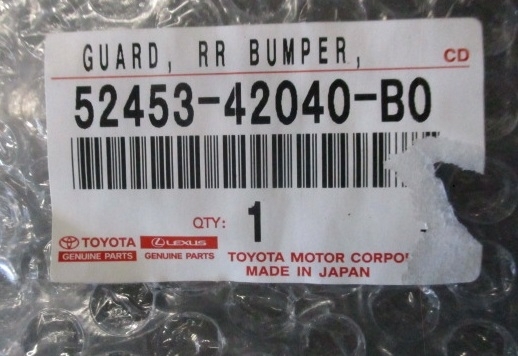 GUARD, RR BUMPER,
CD
52453-42040-B0
QTY: 1
TOYOTA
GENUINE PARTS
LEXUS
GENUINE PARTS
TOYOTA MOTOR
MADE IN JAPAN